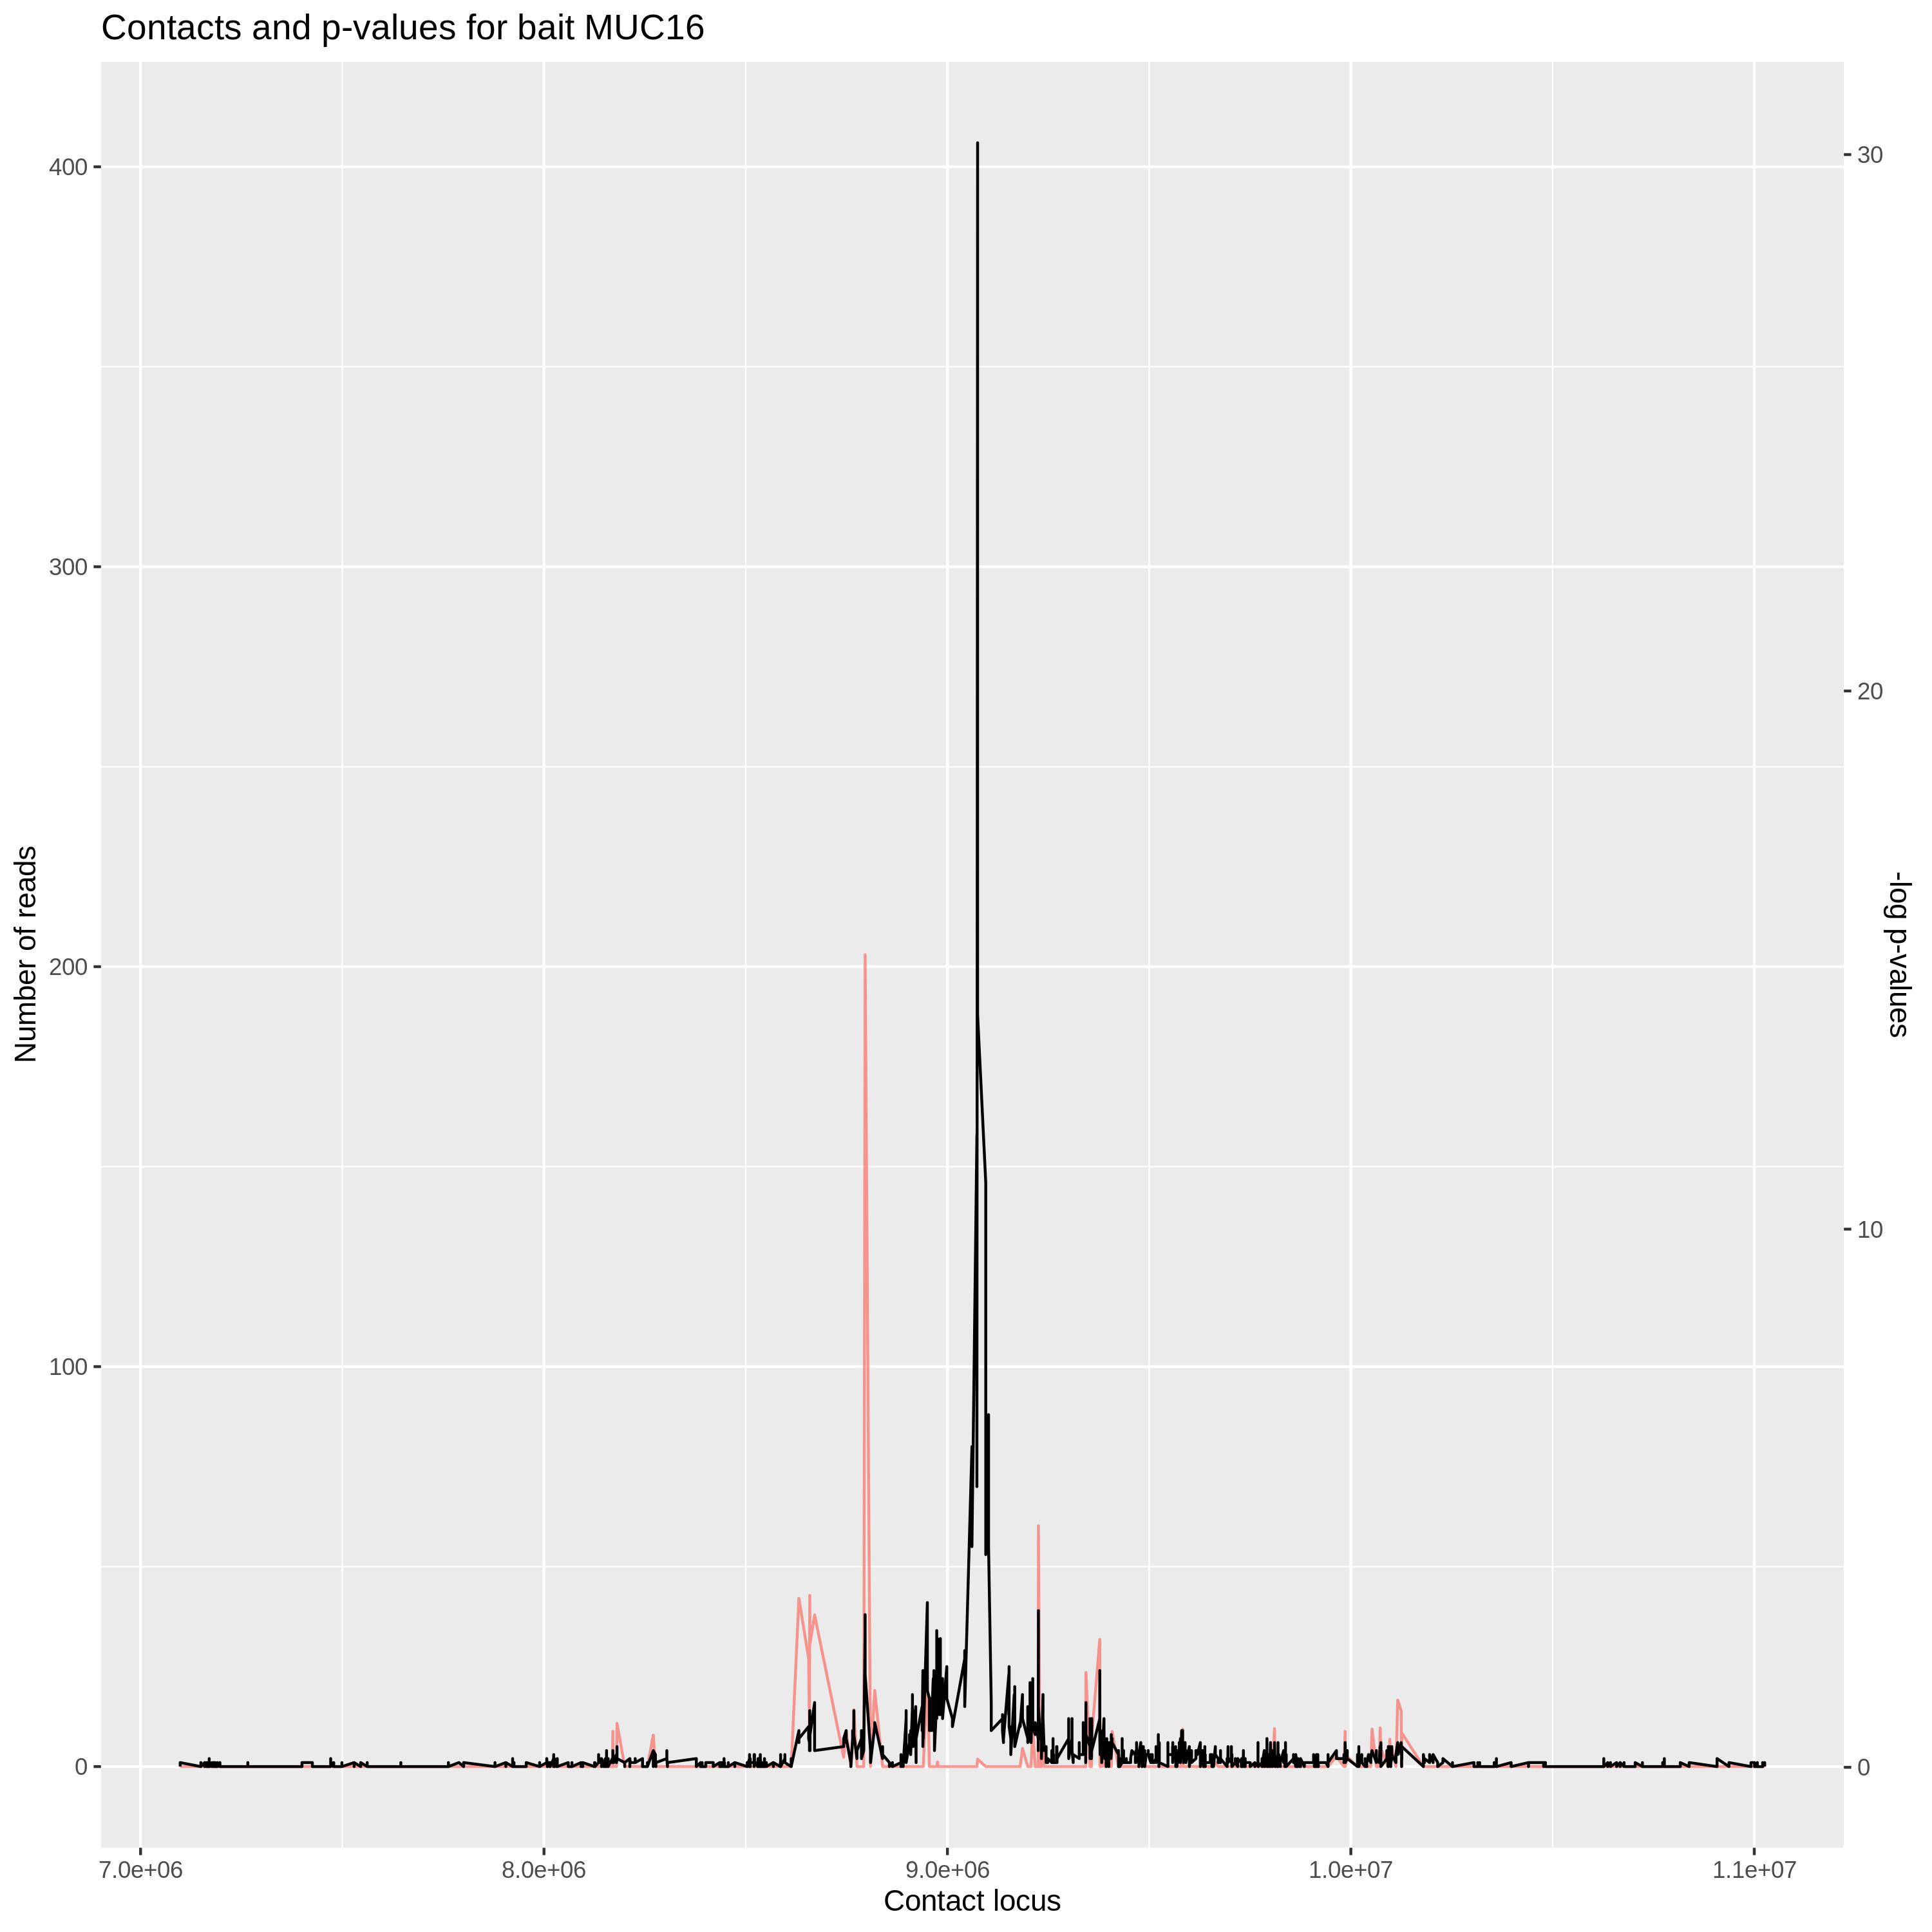 Contacts and p-values for bait MUC16
400
300
200
100
0
Number of reads
30
20
10
0
-log p-values
7.0e+06
8.0e+06
9.0e+06
1.0e+07
1.1e+07
Contact locus